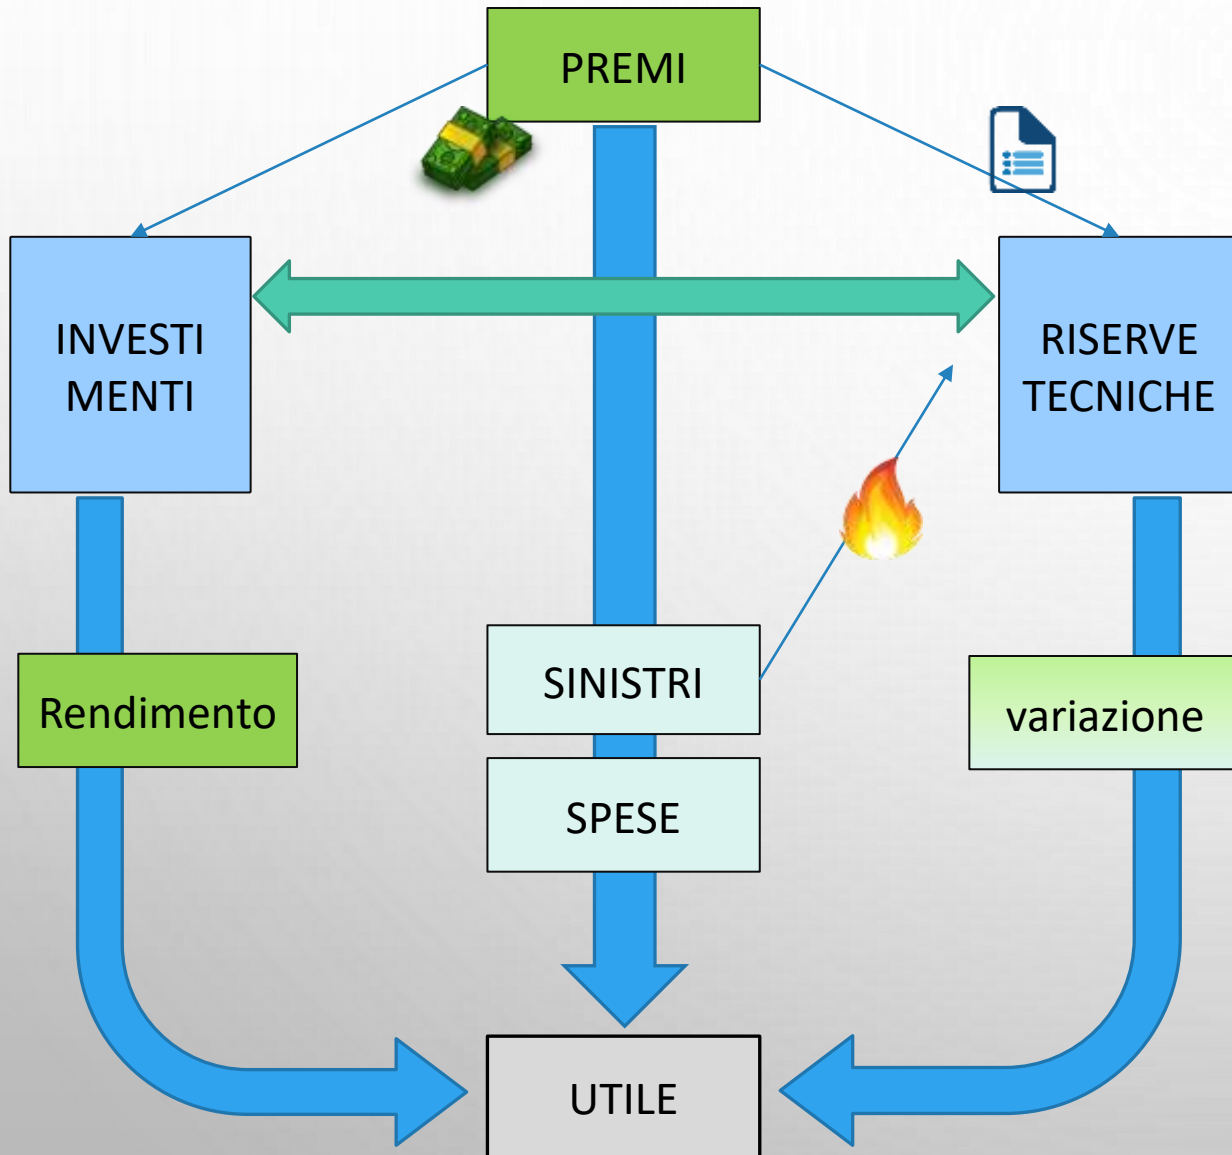 PREMI
INVESTI
MENTI
RISERVE
TECNICHE
SINISTRI
Rendimento
variazione
SPESE
UTILE